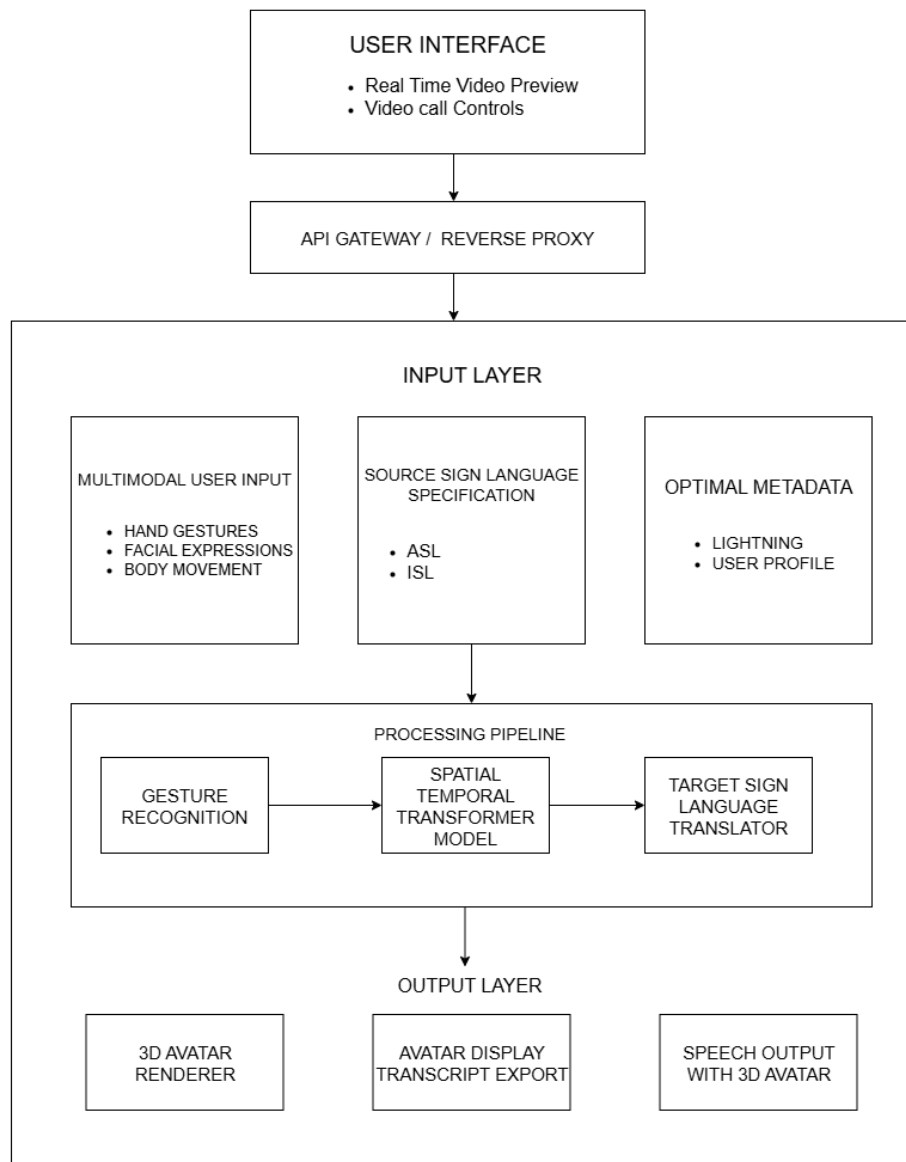 USER INTERFACE
• Real Time Video Preview
• Video call Controls
API GATEWAY / REVERSE PROXY
INPUT LAYER
MULTIMODAL USER INPUT
• HAND GESTURES
• FACIAL EXPRESSIONS
• BODY MOVEMENT
SOURCE SIGN LANGUAGE
SPECIFICATION
• ASL
• ISL
OPTIMAL METADATA
• LIGHTNING
• USER PROFILE
PROCESSING PIPELINE
GESTURE
RECOGNITION
SPATIAL
TEMPORAL
TRANSFORMER
MODEL
TARGET SIGN
LANGUAGE
TRANSLATOR
OUTPUT LAYER
3D AVATAR
RENDERER
AVATAR DISPLAY
TRANSCRIPT EXPORT
SPEECH OUTPUT
WITH 3D AVATAR